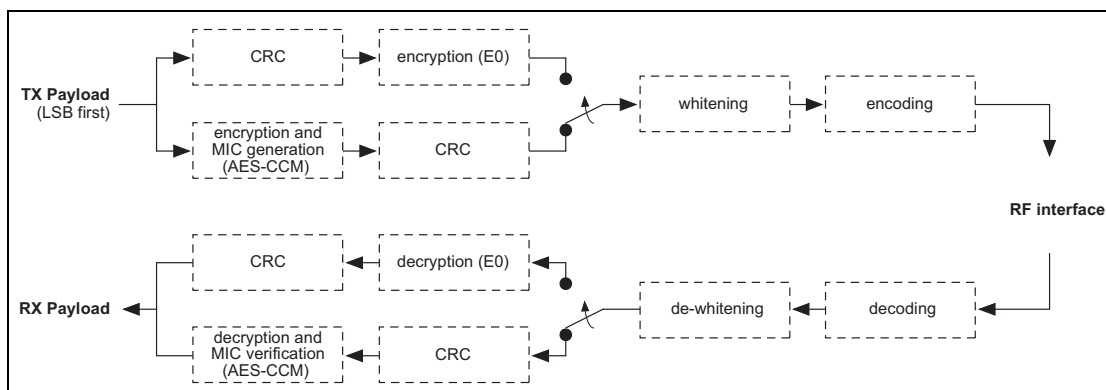 CRC
encryption (E0)
TX Payload
(LSB first)
whitening
encoding
encryption and
MIC generation
(AES-CCM)
CRC
RF interface
CRC
decryption (E0)
RX Payload
de-whitening
decoding
decryption and
MIC verification
(AES-CCM)
CRC